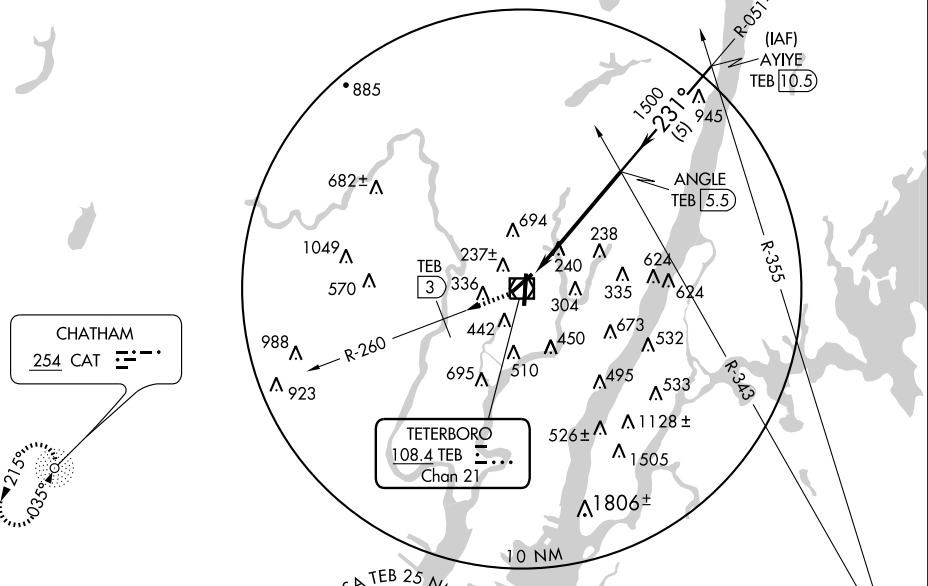 R-051
(IAF)
AYIYE
TEB 10.5
885
1500
231°
(5)
945
682±
ANGLE
TEB 5.5
694
1049
237±
238
240
R-355
TEB
3
336
570
304
335
624
624
442
R-260
988
450
673
532
510
R-343
CHATHAM
254 CAT
923
695
495
533
TETERBORO
108.4 TEB
Chan 21
526±
1128±
1505
215°
035°
1806±
10 NM
SA TEB 25 N